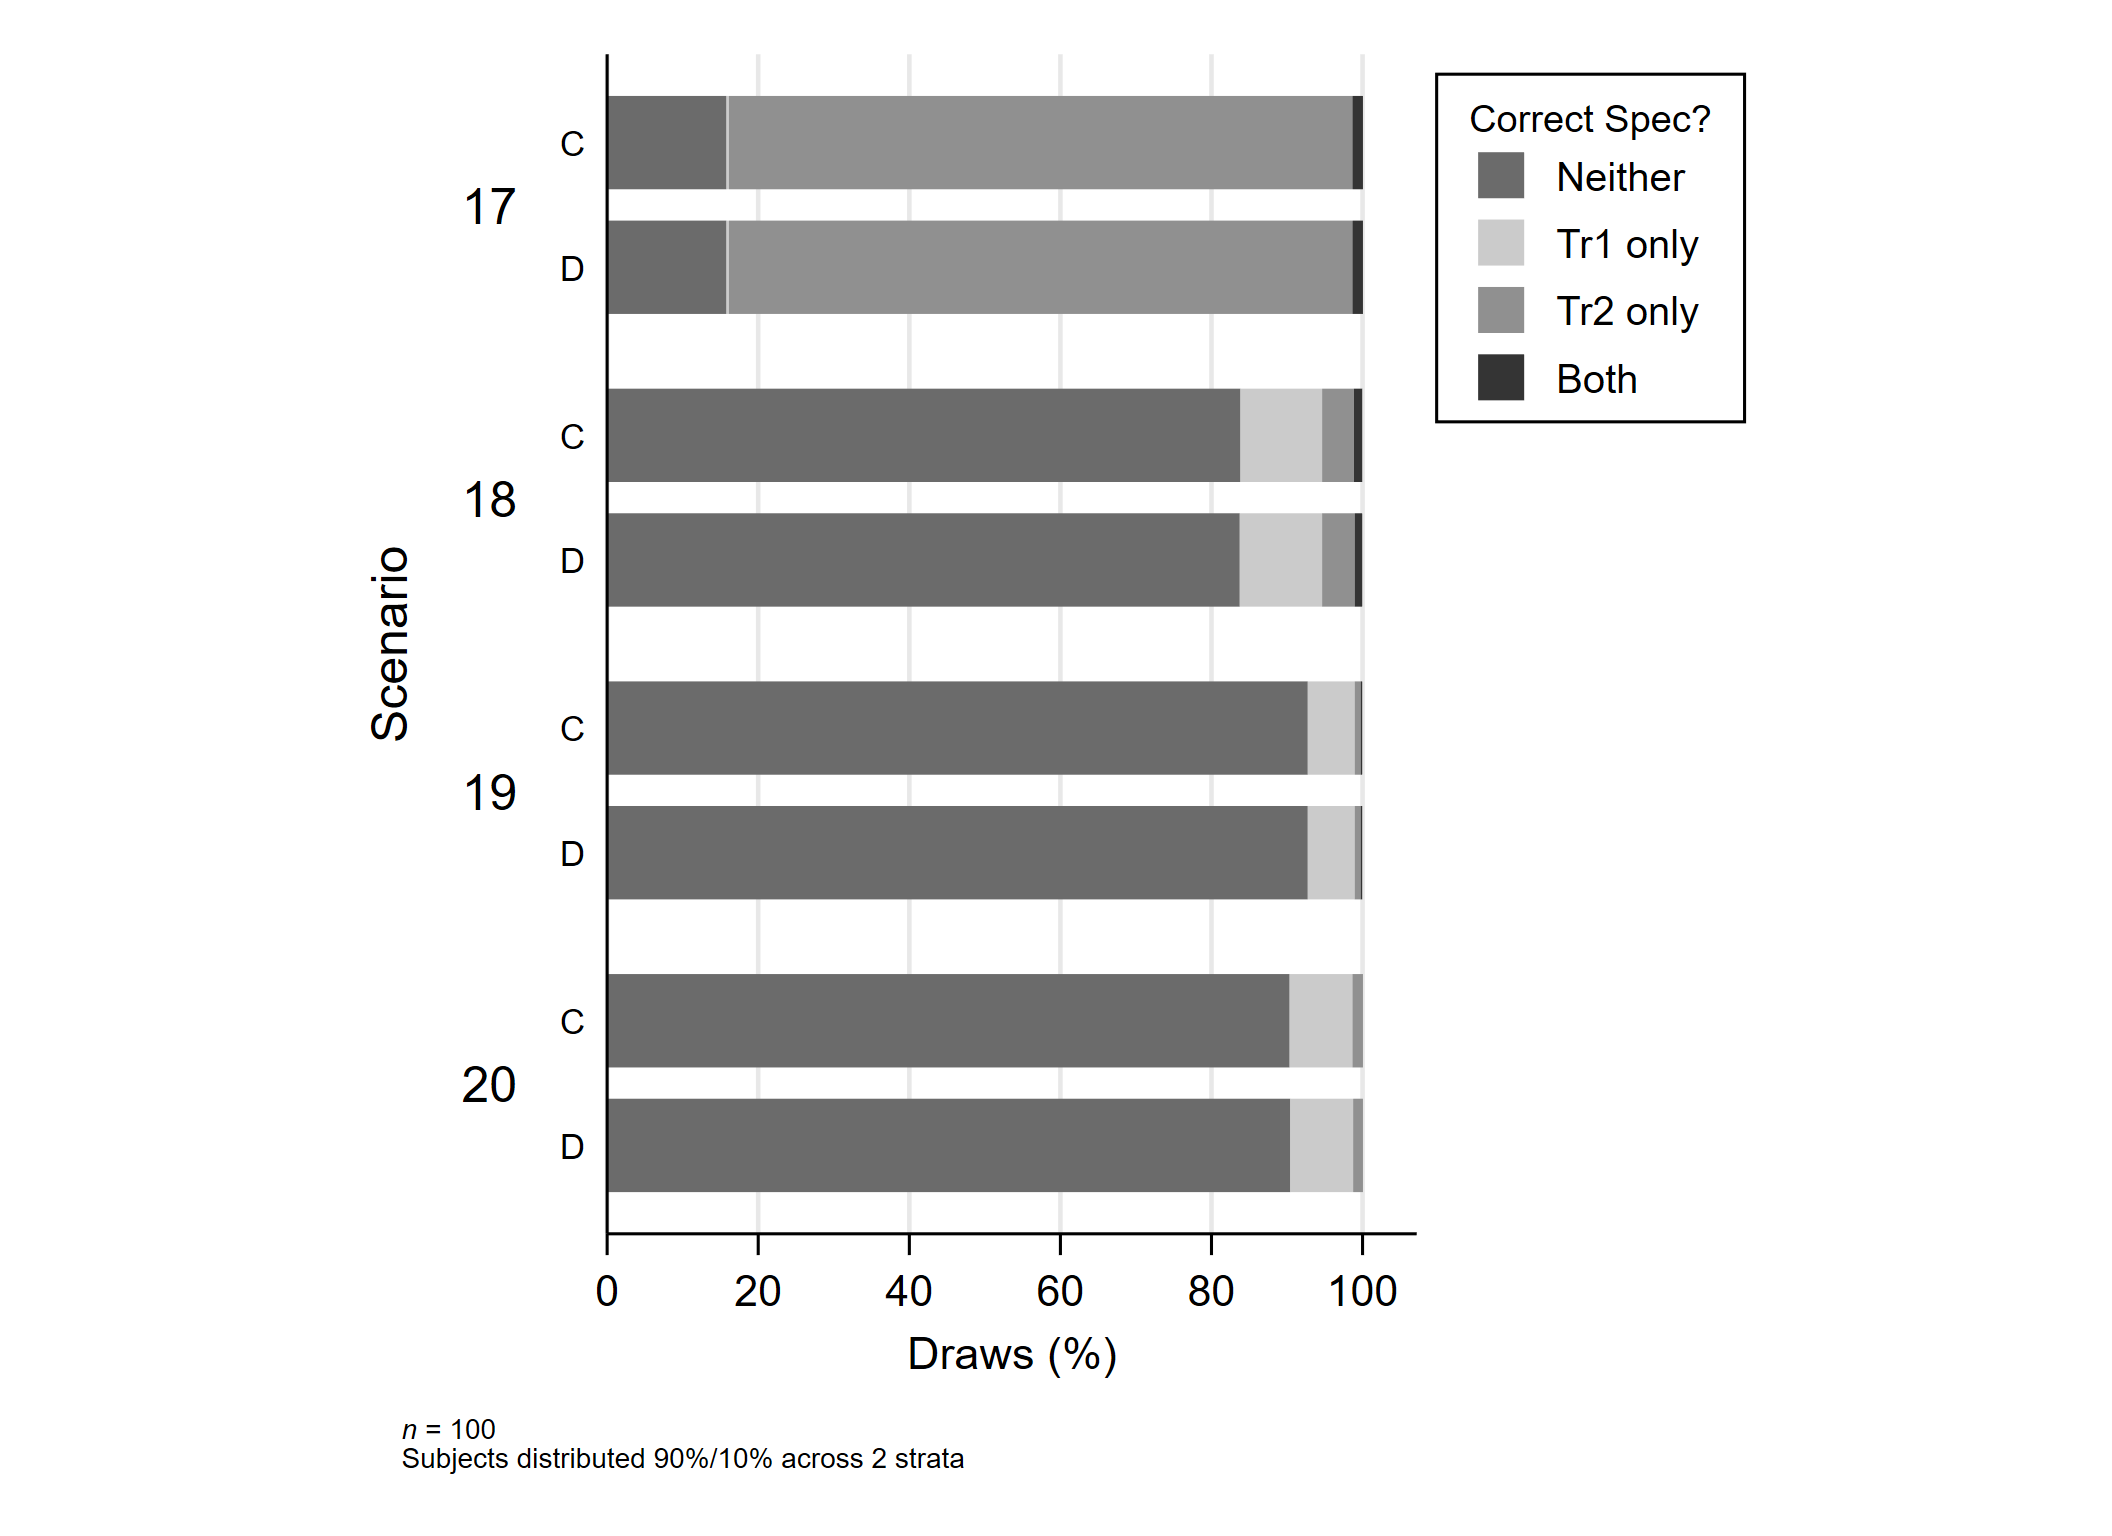 Correct Spec?
Neither
Tr1 only
Tr2 only
Both
Scenario
17
C
D
18
C
D
19
C
D
20
C
D
0 20 40 60 80 100
Draws (%)
n = 100
Subjects distributed 90%/10% across 2 strata